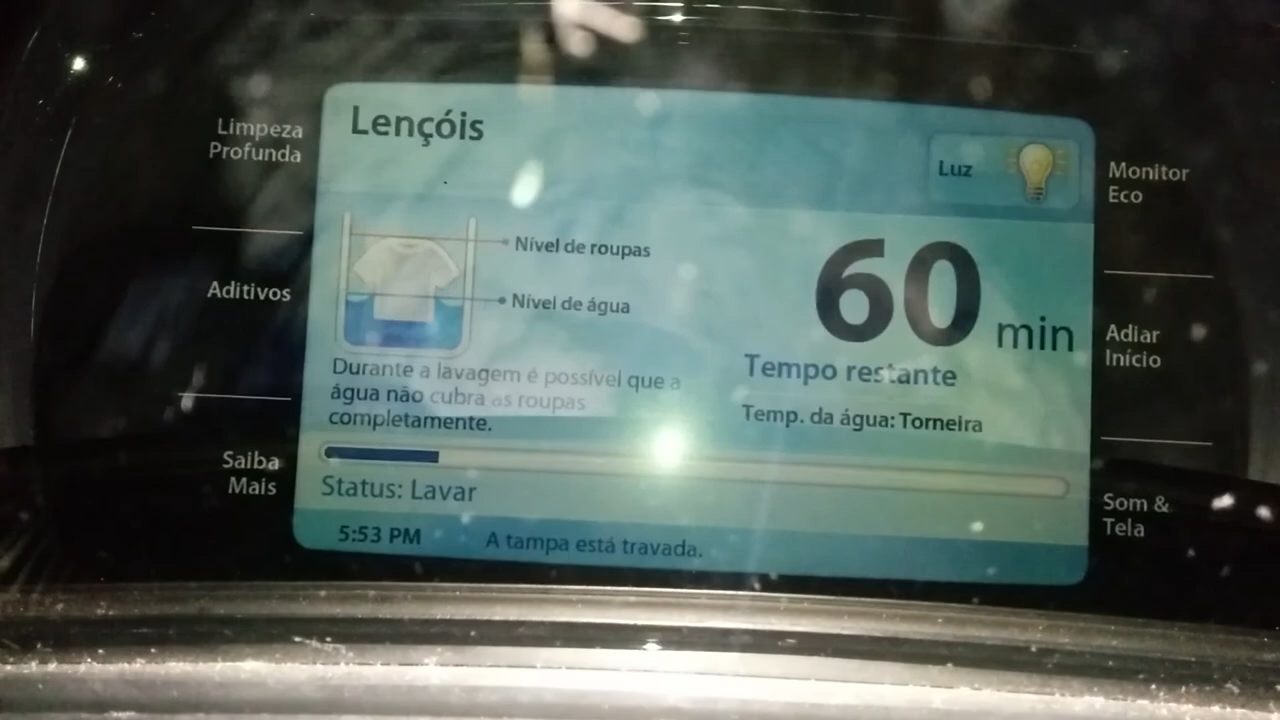 Lençóis
Luz
Limpeza
Profunda
Aditivos
Saiba
Mais
Monitor
Eco
Adiar
Início
Som &
Tela
Nível de roupas
Nível de água
Durante a lavagem é possível que a
água não cubra as roupas
completamente.
60 min
Tempo restante
Temp. da água: Torneira
Status: Lavar
5:53 PM A tampa está travada.